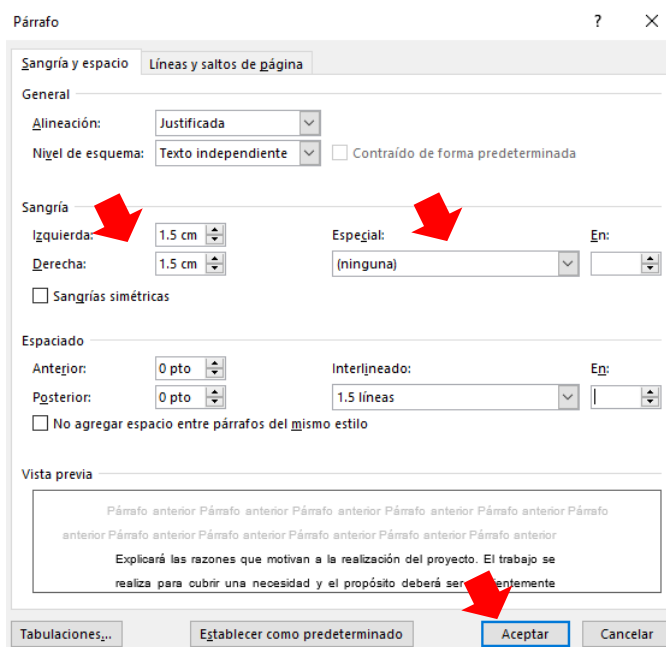 Párrafo ? ×
Sangría y espacio Líneas y saltos de página
General
Alineación: Justificada
Nivel de esquema: Texto independiente Contraído de forma predeterminada
Sangría
Izquierda: 1.5 cm Especial: En:
Derecha: 1.5 cm (ninguna)
Sangrías simétricas
Espaciado
Anterior: 0 pto Interlineado: En:
Posterior: 0 pto 1.5 líneas
No agregar espacio entre párrafos del mismo estilo
Vista previa
Párrafo anterior Párrafo anterior Párrafo anterior Párrafo anterior Párrafo anterior Párrafo
anterior Párrafo anterior Párrafo anterior Párrafo anterior Párrafo anterior Párrafo anterior
Explicará las razones que motivan a la realización del proyecto. El trabajo se
realiza para cubrir una necesidad y el propósito deberá ser
Tabulaciones... Establecer como predeterminado Aceptar Cancelar